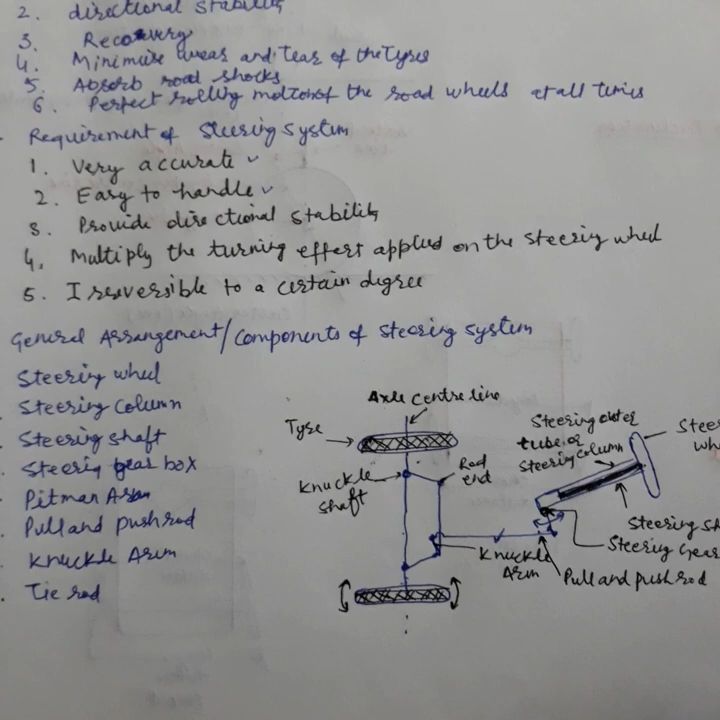 2. directional stability
3. Recovery
4. Minimise wear and Tear of the Tyres
5. Absorb road shocks
6. Perfect rolling motion of the road wheels at all times
Requirement of Steering System
1. Very accurate ✓
2. Easy to handle ✓
3. Provide directional stability
4. Multiply the turning effort applied on the steering wheel
5. Irreversible to a certain degree
General Arrangement/Components of Steering System
Steering wheel
Steering Column
Steering shaft
Steering gear box
Pitman Arm
Pull and push rod
Knuckle Arm
Tie rod
Axle Centre line
Tyre
Knuckle shaft
Rod end
Knuckle Arm
Steering outer tube or steering column
Steer
whe
Steering sh
Steering Gear
Pull and push rod